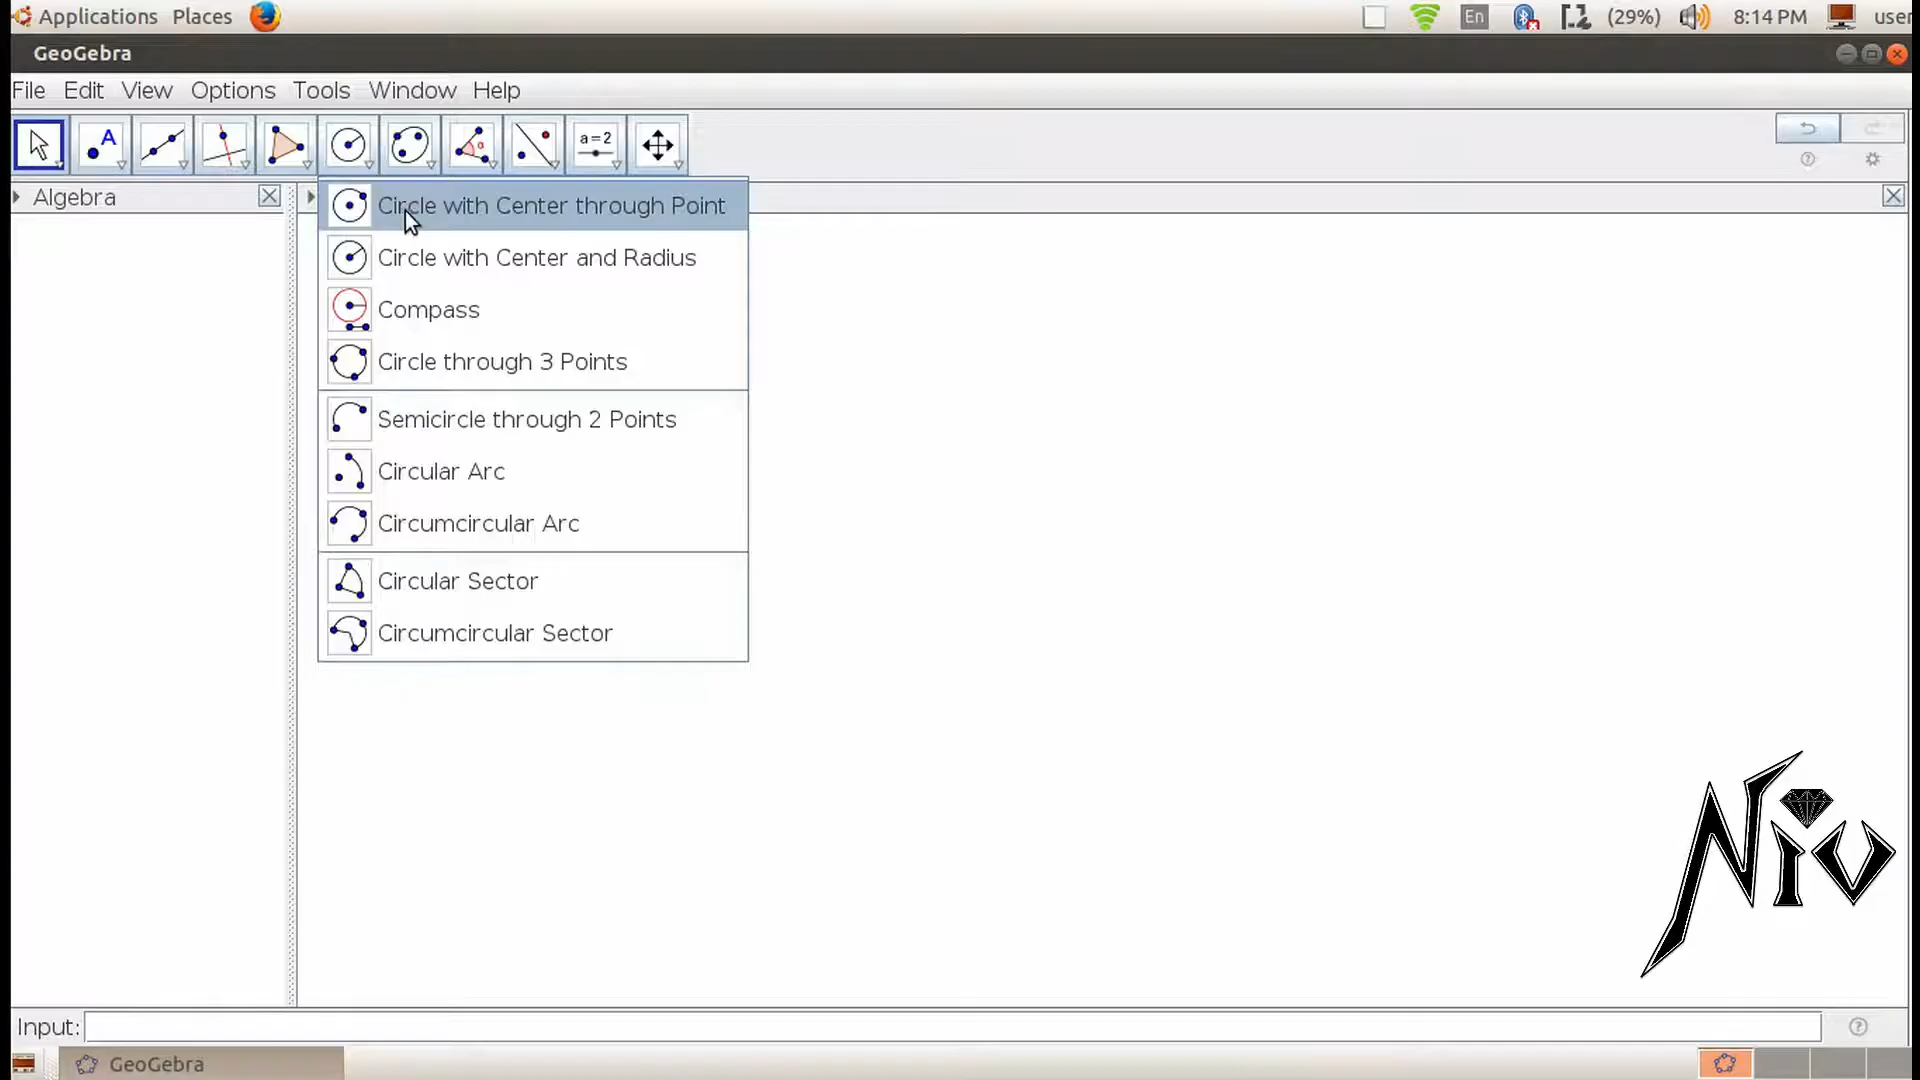 Applications Places En (29%) 8:14 PM user
GeoGebra
File Edit View Options Tools Window Help
A α a=2
Algebra
Circle with Center through Point
Circle with Center and Radius
Compass
Circle through 3 Points
Semicircle through 2 Points
Circular Arc
Circumcircular Arc
Circular Sector
Circumcircular Sector
Niv
Input:
GeoGebra